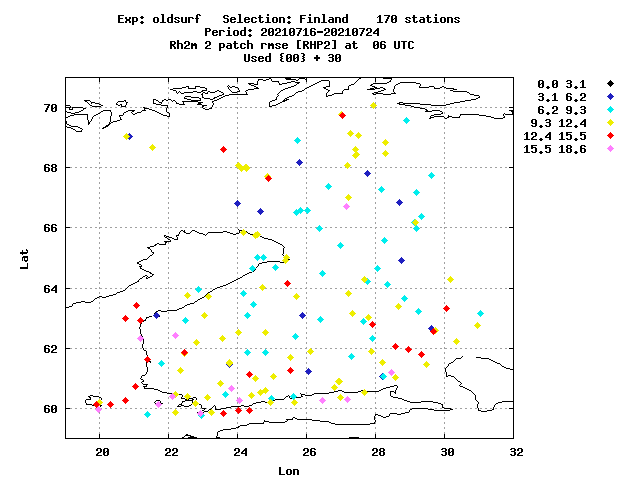 Exp: oldsurf   Selection: Finland    170 stations
Period: 20210716-20210724
Rh2m 2 patch rmse [RHP2] at  06 UTC
Used {00} + 30
0.0 3.1
3.1 6.2
6.2 9.3
9.3 12.4
12.4 15.5
15.5 18.6
70
68
66
64
62
60
Lat
20 22 24 26 28 30 32
Lon